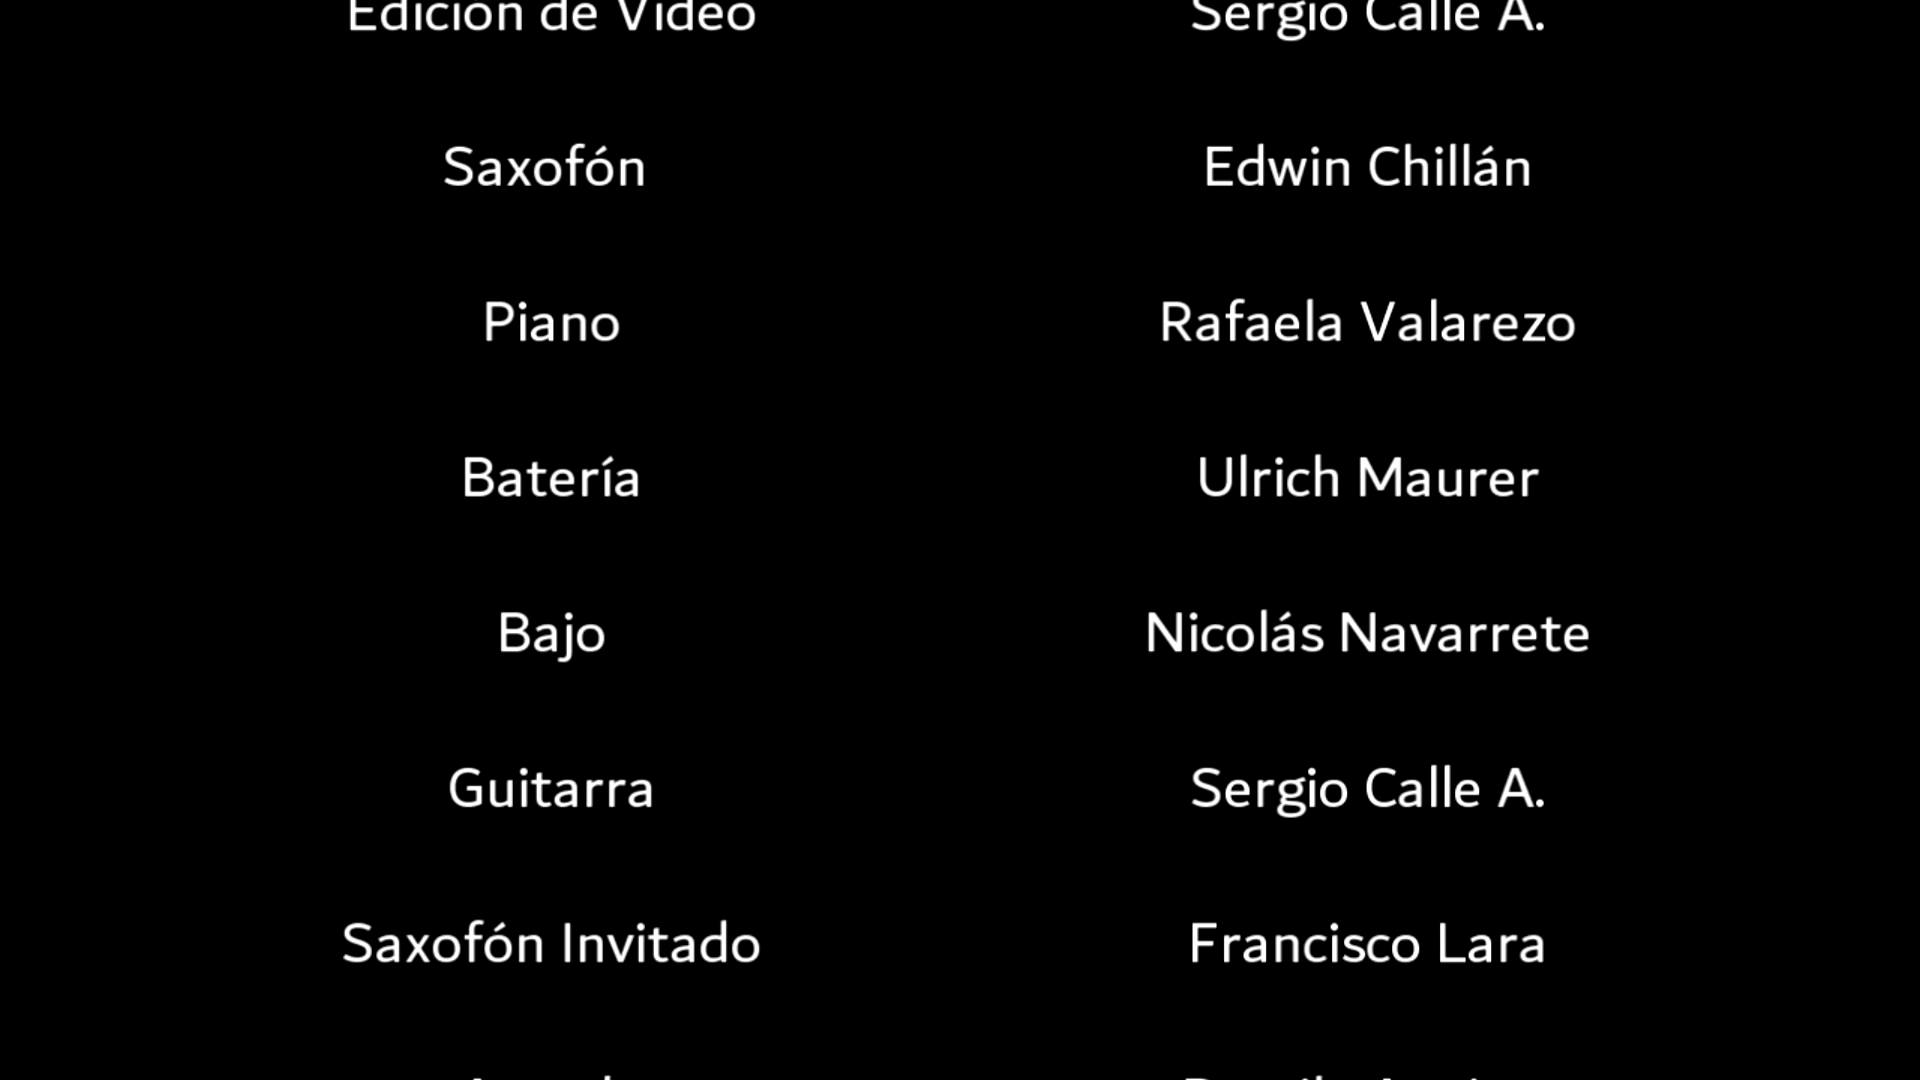 Edición de Video Sergio Calle A.
Saxofón Edwin Chillán
Piano Rafaela Valarezo
Batería Ulrich Maurer
Bajo Nicolás Navarrete
Guitarra Sergio Calle A.
Saxofón Invitado Francisco Lara